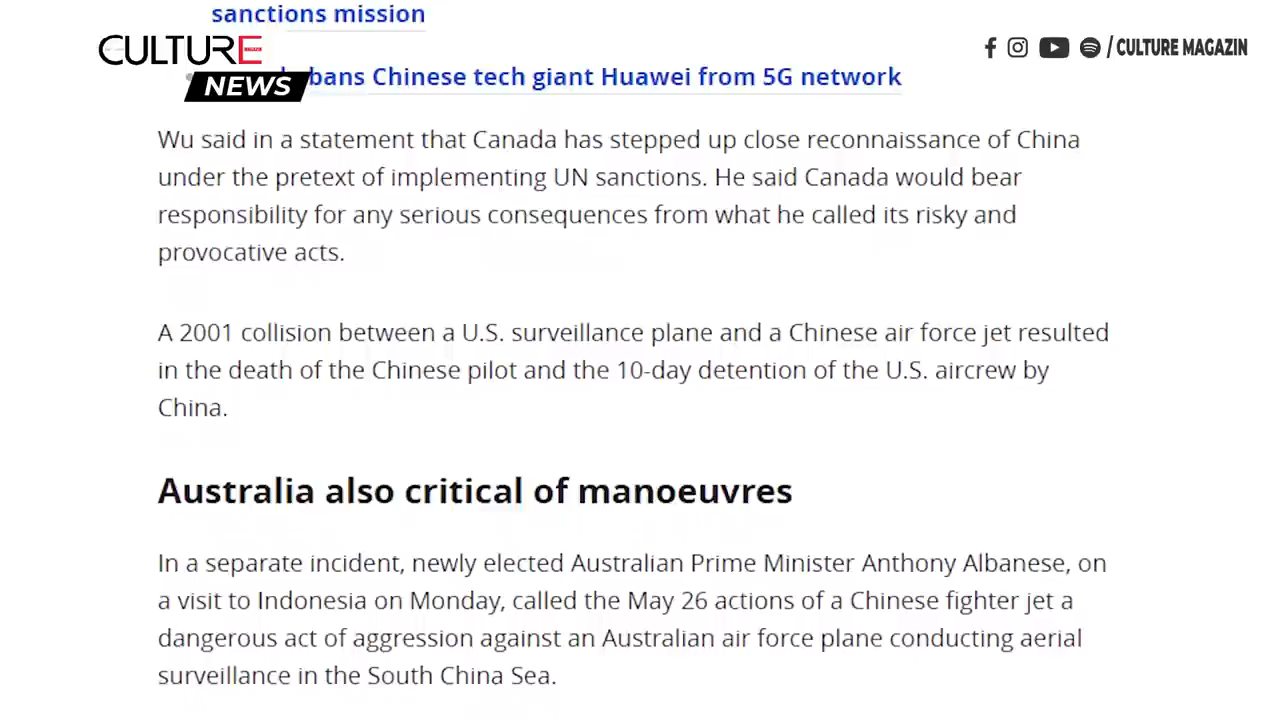 sanctions mission
CULTURE
NEWS
/ CULTURE MAGAZIN
bans Chinese tech giant Huawei from 5G network
Wu said in a statement that Canada has stepped up close reconnaissance of China
under the pretext of implementing UN sanctions. He said Canada would bear
responsibility for any serious consequences from what he called its risky and
provocative acts.
A 2001 collision between a U.S. surveillance plane and a Chinese air force jet resulted
in the death of the Chinese pilot and the 10-day detention of the U.S. aircrew by
China.
Australia also critical of manoeuvres
In a separate incident, newly elected Australian Prime Minister Anthony Albanese, on
a visit to Indonesia on Monday, called the May 26 actions of a Chinese fighter jet a
dangerous act of aggression against an Australian air force plane conducting aerial
surveillance in the South China Sea.